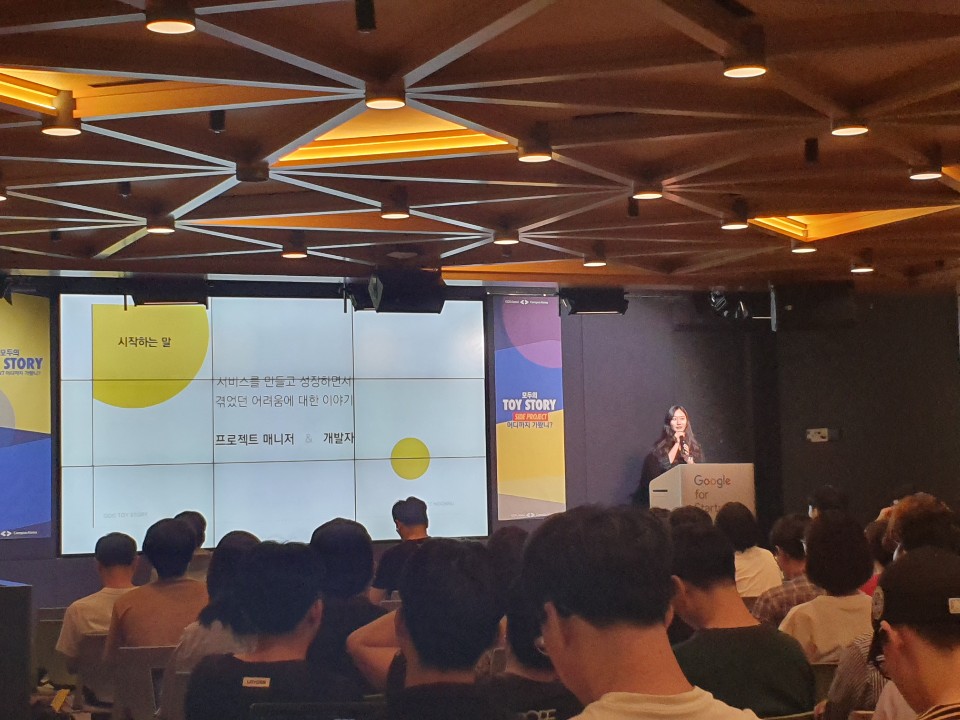 시작하는 말
서비스를 만들고 성장하면서
겪었던 어려움에 대한 이야기
프로젝트 매니저 & 개발자
SIDE TOY STORY
모두의
STORY
어디까지 가봤니?
모두의
TOY STORY
SIDE PROJECT
어디까지 가봤니?
Google
for